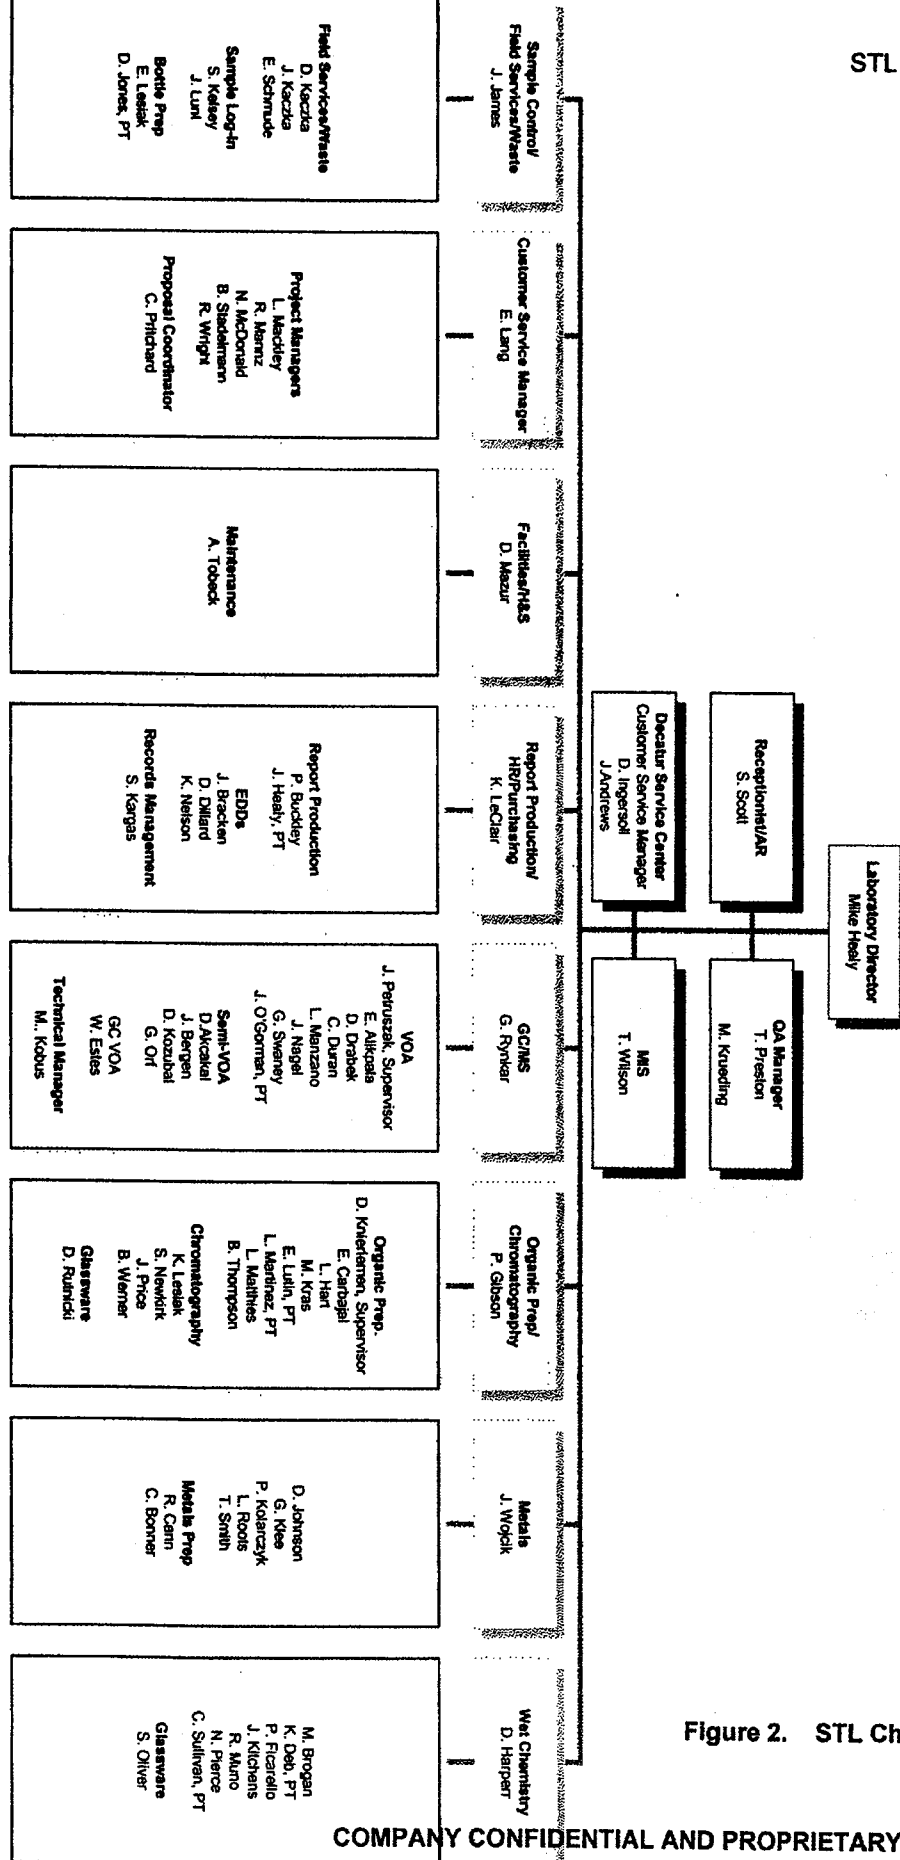 STL
Laboratory Director
Mike Healy
Receptionist/AR
S. Scott
QA Manager
T. Preston
M. Krueding
Decatur Service Center
Customer Service Manager
D. Ingersoll
J.Andrews
MIS
T. Wilson
Sample Control/
Field Services/Waste
J. James
Field Services/Waste
D. Kaczka
J. Kaczka
E. Schmude
Sample Log-In
S. Kelsey
J. Lunt
Bottle Prep
E. Lesiak
D. Jones, PT
Customer Service Manager
E. Lang
Project Managers
L. Mackley
R. Mannz
N. McDonald
B. Stadelmann
R. Wright
Proposal Coordinator
C. Pritchard
Facilities/H&S
D. Mazur
Maintenance
A. Tobeck
Report Production/
HR/Purchasing
K. LeClair
Report Production
P. Buckley
J. Healy, PT
EDDs
J. Bracken
D. Dillard
K. Nelson
Records Management
S. Kargas
GC/MS
G. Rynkar
VOA
J. Petruszak, Supervisor
E. Alikpala
D. Drabek
C. Duran
L. Manzano
J. Nagel
G. Swaney
J. O'Gorman, PT
Semi-VOA
D.Akcakal
J. Bergen
D. Kozubal
G. Orf
GC VOA
W. Estes
Technical Manager
M.. Kobus
Organic Prep/
Chromatography
P. Gibson
Organic Prep.
D. Knieriemen, Supervisor
E. Carbajal
L. Hart
M. Kras
E. Lutin, PT
L. Martinez, PT
L. Matthies
B. Thompson
Chromatography
K. Lesiak
S. Newkirk
J. Price
B. Werner
Glassware
D. Rutnicki
Metals
J. Wojcik
D. Johnson
G. Klee
P. Kolarczyk
L. Roots
T. Smith
Metals Prep
R. Cann
C. Bonner
Wet Chemistry
D. Harperr
M. Brogan
K. Deb, PT
P. Ficarello
J. Kitchens
R. Muno
N. Pierce
C. Sullivan, PT
Glassware
S. Oliver
Figure 2. STL Ch
COMPANY CONFIDENTIAL AND PROPRIETARY